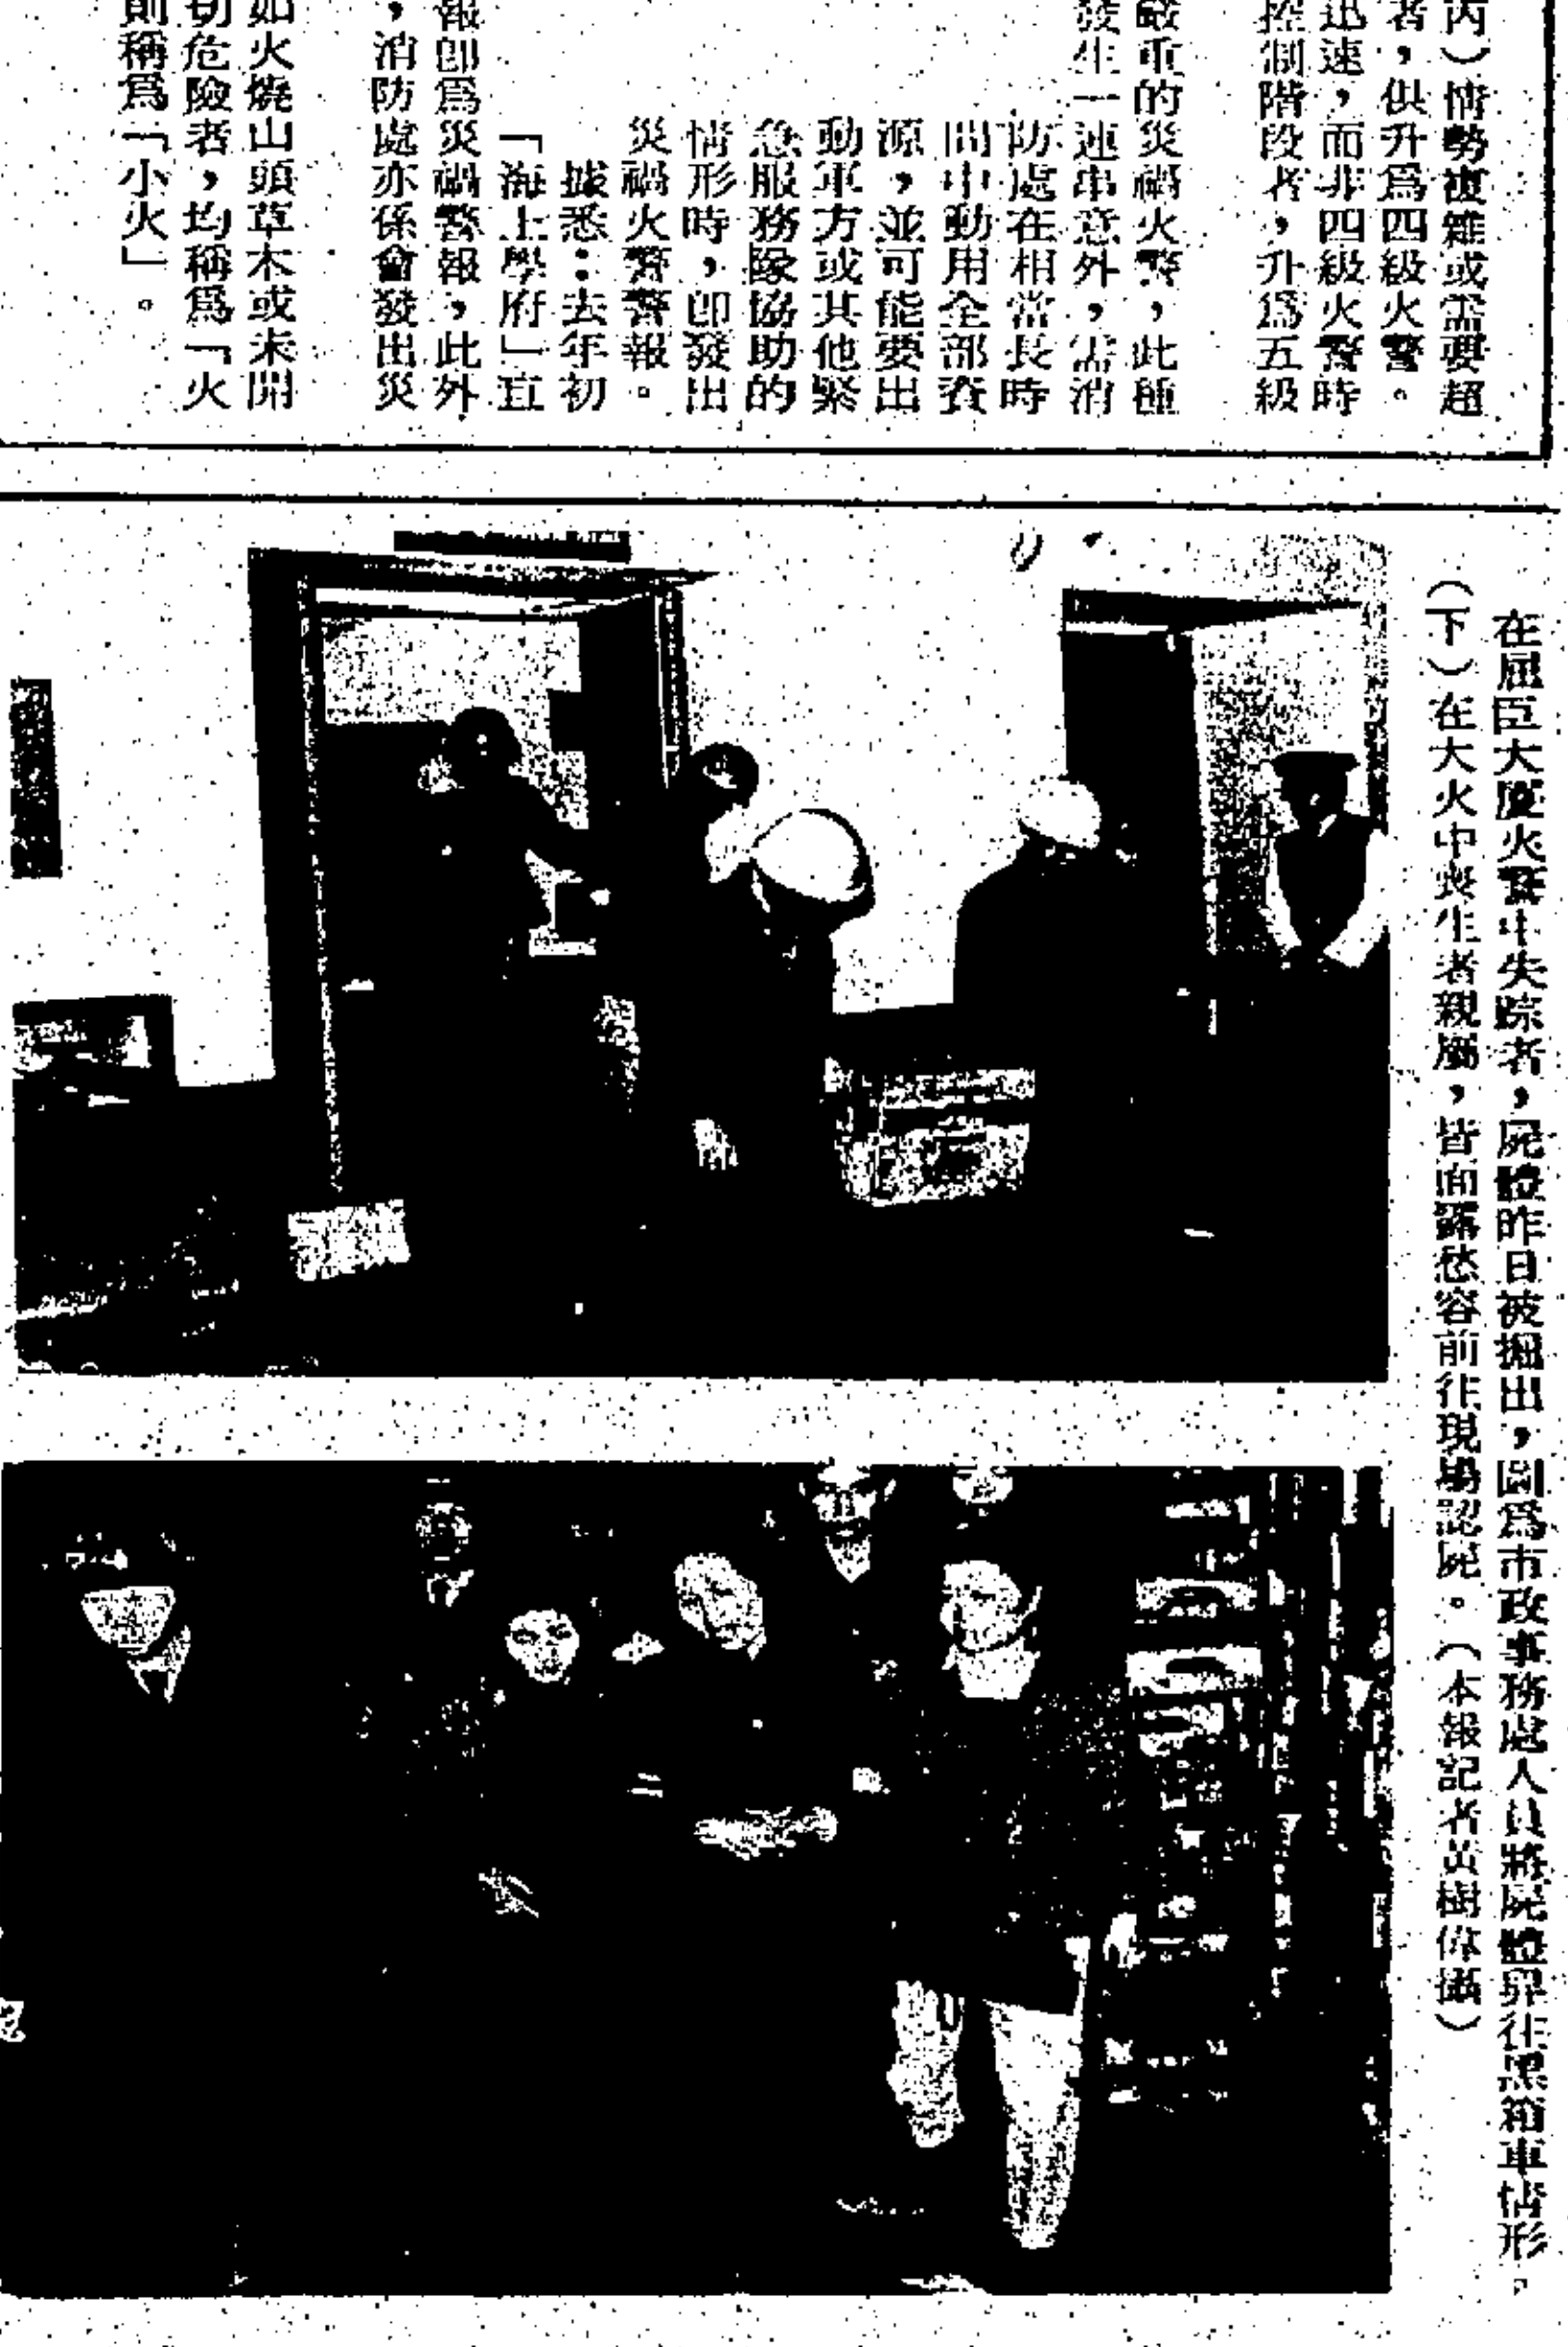 丙）情勢復雜或需要超
者，供升爲四級火警。
迅速，而非四級火警時
控制階段者，升爲五級
嚴重的災禍火警，此種
發生一連串意外，需消
防處在相當長時
間中動用全部資
源，並可能要出
動軍方或其他緊
急服務隊協助的
情形時，卽發出
災禍火警警報。
據悉：去年初
「海上學府」宣
報卽爲災禍警報，此外
，消防處亦係會發出災
如火燒山頭草木或未開
切危險者，均稱爲「火
則稱爲「小火」。
在屈臣大廈火警中失踪者，屍體昨日被掘出，圖爲市政事務處人員將屍體舁往黑箱車情形。
（下）在大火中喪生者親屬，皆面露愁容前往現場認屍。（本報記者黃樹偉攝）